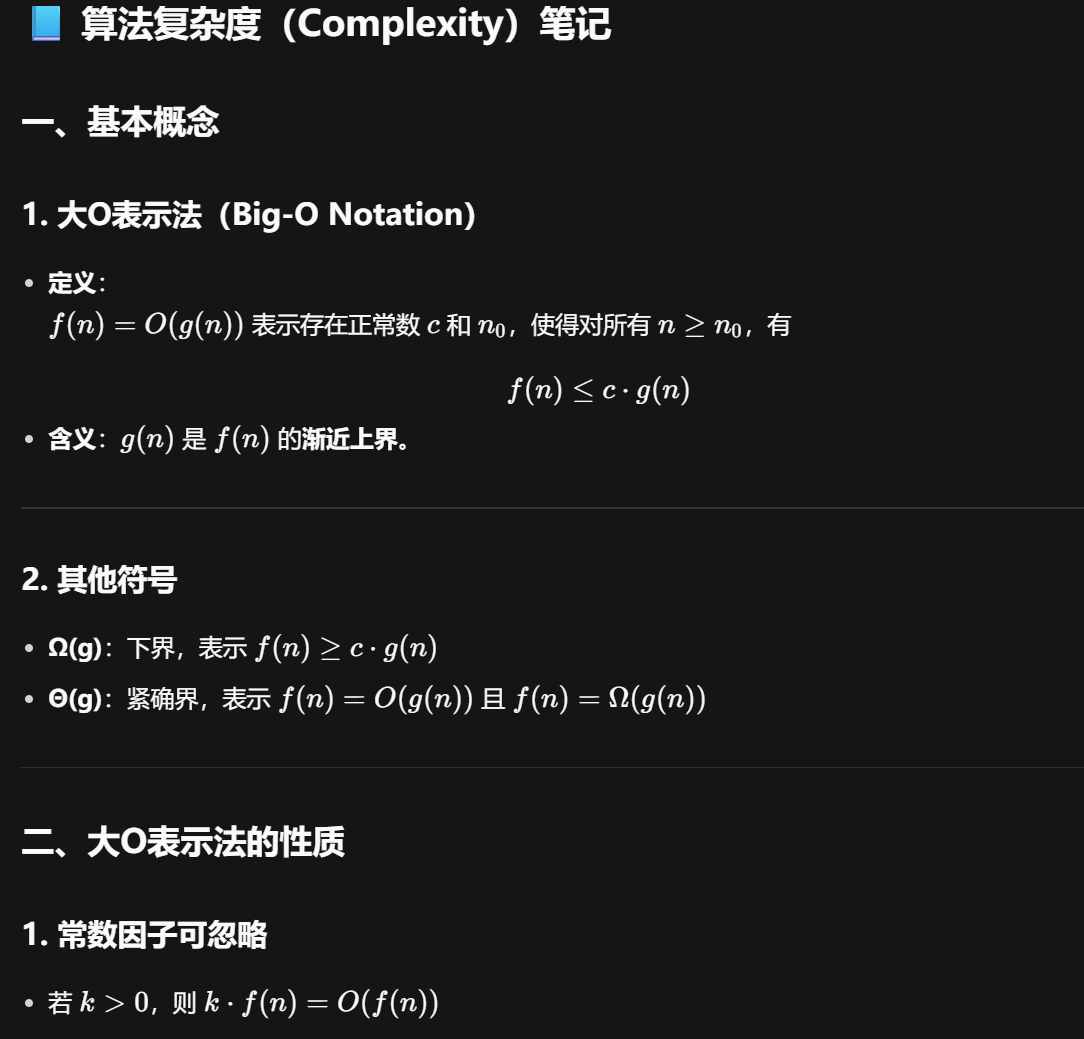 📘 算法复杂度（Complexity）笔记
一、基本概念
1. 大O表示法（Big-O Notation）
• 定义：
f(n) = O(g(n)) 表示存在正常数 c 和 n₀，使得对所有 n ≥ n₀，有
f(n) ≤ c · g(n)
• 含义：g(n) 是 f(n) 的渐近上界。
2. 其他符号
• Ω(g)：下界，表示 f(n) ≥ c · g(n)
• Θ(g)：紧确界，表示 f(n) = O(g(n)) 且 f(n) = Ω(g(n))
二、大O表示法的性质
1. 常数因子可忽略
• 若 k > 0，则 k · f(n) = O(f(n))